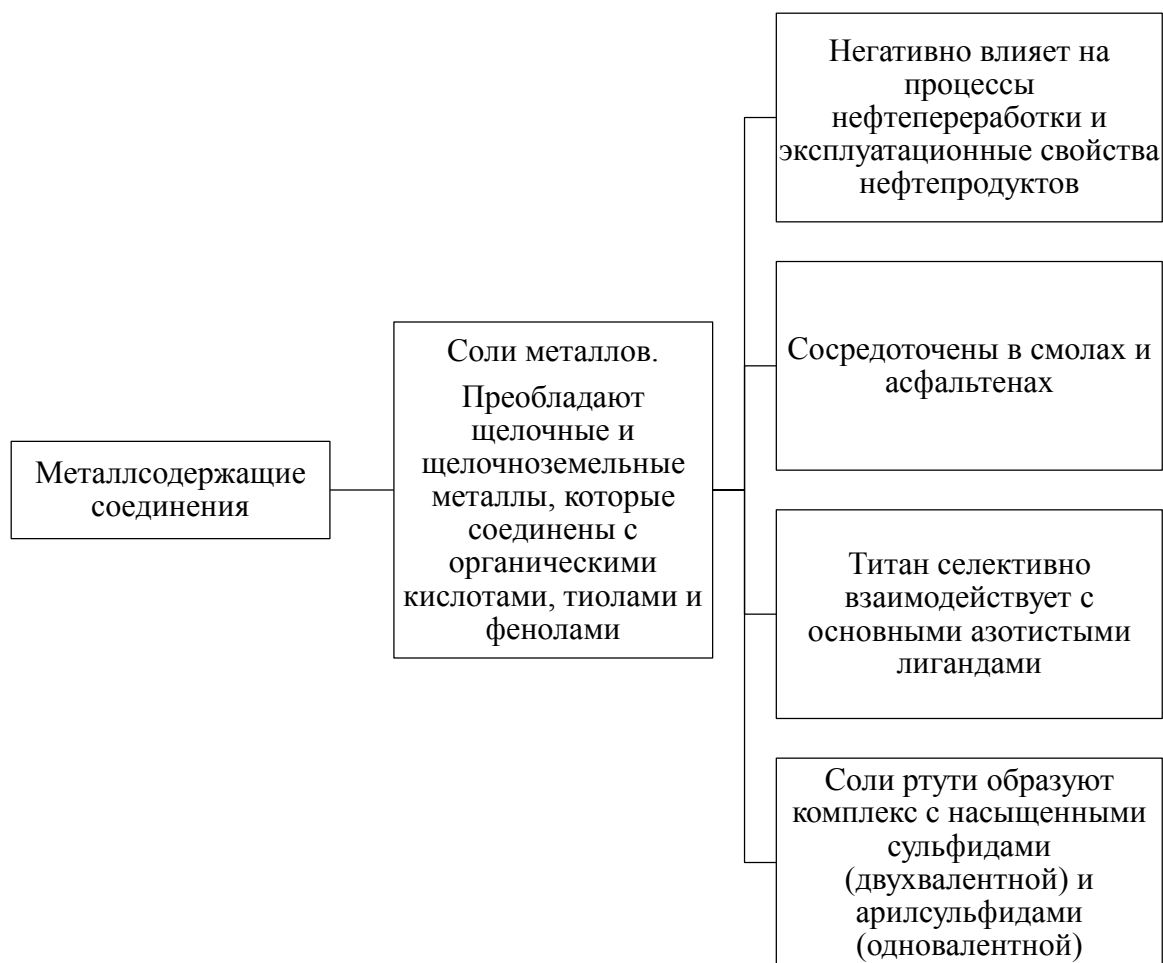 Металлсодержащие
соединения
Соли металлов.
Преобладают
щелочные и
щелочноземельные
металлы, которые
соединены с
органическими
кислотами, тиолами и
фенолами
Негативно влияет на
процессы
нефтепереработки и
эксплуатационные свойства
нефтепродуктов
Сосредоточены в смолах и
асфальтенах
Титан селективно
взаимодействует с
основными азотистыми
лигандами
Соли ртути образуют
комплекс с насыщенными
сульфидами
(двухвалентной) и
арилсульфидами
(одновалентной)